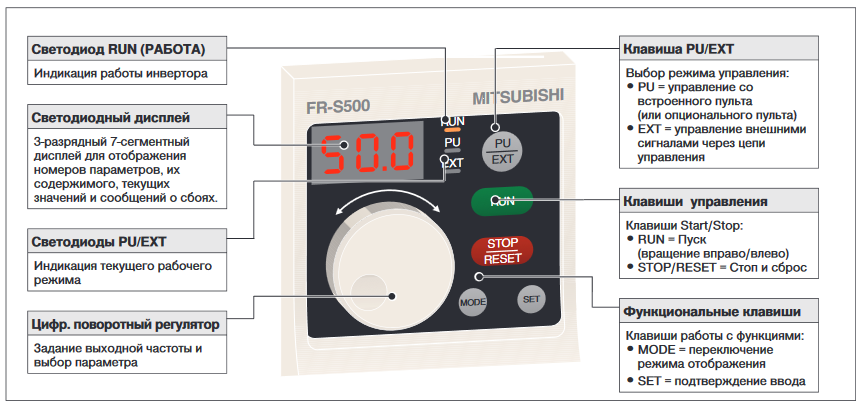 Светодиод RUN (РАБОТА)
Индикация работы инвертора
Светодиодный дисплей
3-разрядный 7-сегментный
дисплей для отображения
номеров параметров, их
содержимого, текущих
значений и сообщений о сбоях.
Светодиоды PU/EXT
Индикация текущего рабочего
режима
Цифр. поворотный регулятор
Задание выходной частоты и
выбор параметра
FR-S500
MITSUBISHI
50.0
RUN
PU
EXT
PU
EXT
RUN
STOP
RESET
MODE
SET
Клавиша PU/EXT
Выбор режима управления:
• PU = управление со
встроенного пульта
(или опционального пульта)
• EXT = управление внешними
сигналами через цепи
управления
Клавиши управления
Клавиши Start/Stop:
• RUN = Пуск
(вращение вправо/влево)
• STOP/RESET = Стоп и сброс
Функциональные клавиши
Клавиши работы с функциями:
• MODE = переключение
режима отображения
• SET = подтверждение ввода